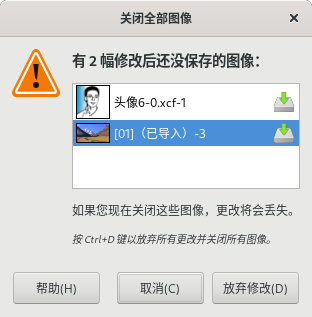 关闭全部图像
有 2 幅修改后还没保存的图像：
头像6-0.xcf-1
[01]（已导入）-3
如果您现在关闭这些图像，更改将会丢失。
按 Ctrl+D 键以放弃所有更改并关闭所有图像。
帮助(H)
取消(C)
放弃修改(D)